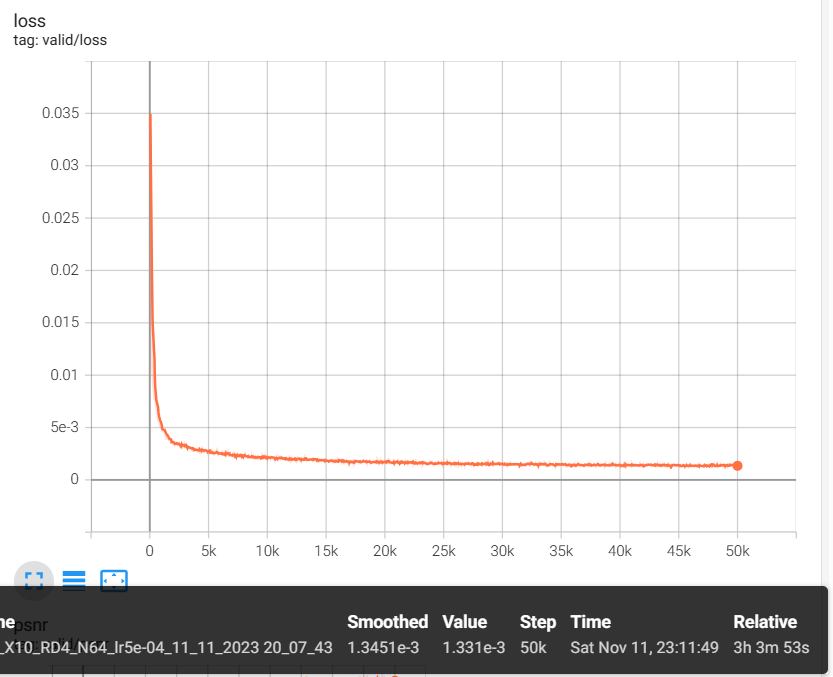 loss
tag: valid/loss
0.035
0.03
0.025
0.02
0.015
0.01
5e-3
0
0 5k 10k 15k 20k 25k 30k 35k 40k 45k 50k
psnr
ne Smoothed Value Step Time Relative
_X10_RD4_N64_lr5e-04_11_11_2023 20_07_43 1.3451e-3 1.331e-3 50k Sat Nov 11, 23:11:49 3h 3m 53s